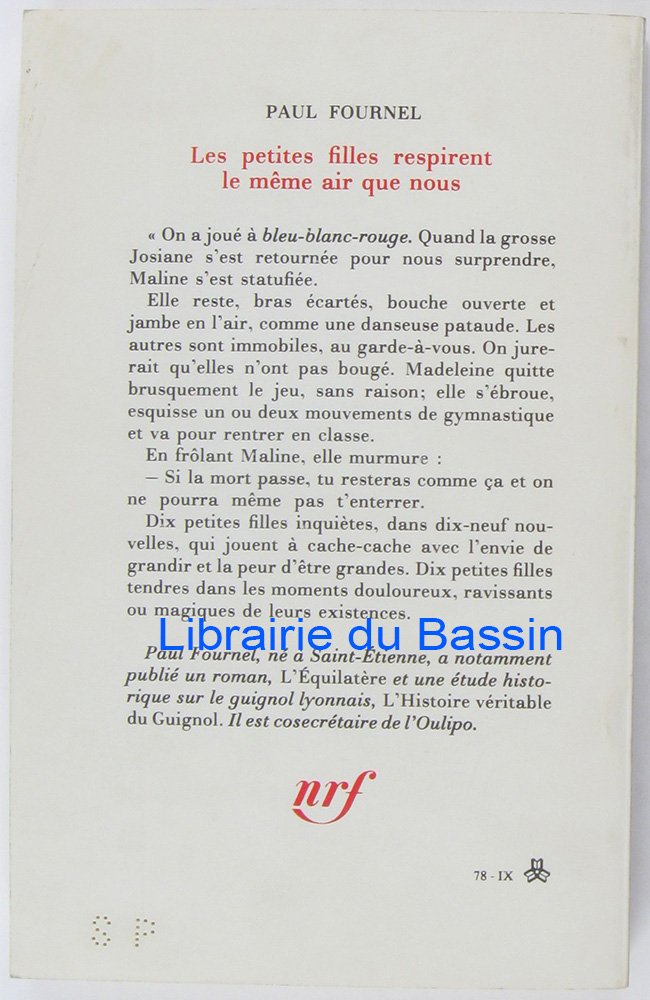 PAUL FOURNEL
Les petites filles respirent
le même air que nous
« On a joué à bleu-blanc-rouge. Quand la grosse
Josiane s'est retournée pour nous surprendre,
Maline s'est statufiée.
Elle reste, bras écartés, bouche ouverte et
jambe en l'air, comme une danseuse pataude. Les
autres sont immobiles, au garde-à-vous. On jure-
rait qu'elles n'ont pas bougé. Madeleine quitte
brusquement le jeu, sans raison; elle s'ébroue,
esquisse un ou deux mouvements de gymnastique
et va pour rentrer en classe.
En frôlant Maline, elle murmure :
– Si la mort passe, tu resteras comme ça et on
ne pourra même pas t'enterrer.
Dix petites filles inquiètes, dans dix-neuf nou-
velles, qui jouent à cache-cache avec l'envie de
grandir et la peur d'être grandes. Dix petites filles
tendres dans les moments douloureux, ravissants
ou magiques de leurs existences.
Librairie du Bassin
Paul Fournel, né à Saint-Étienne, a notamment
publié un roman, L'Équilatère et une étude histo-
rique sur le guignol lyonnais, L'Histoire véritable
du Guignol. Il est cosecrétaire de l'Oulipo.
nrf
78 - IX
S P